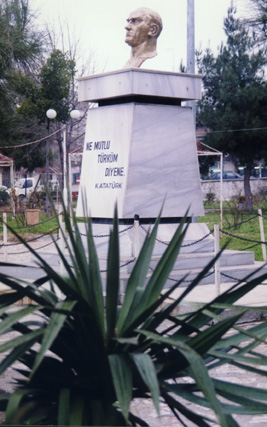 NE MUTLU
TÜRKÜM
DİYENE
K.ATATÜRK